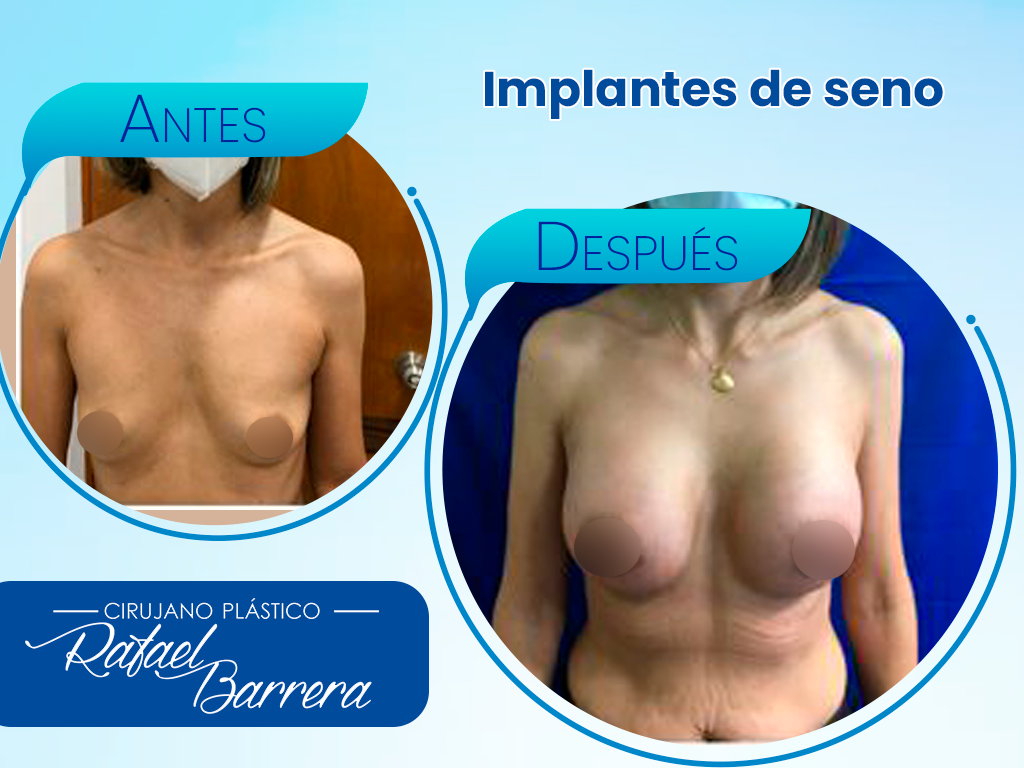 Implantes de seno
ANTES
DESPUÉS
CIRUJANO PLÁSTICO
Rafael
Barrera